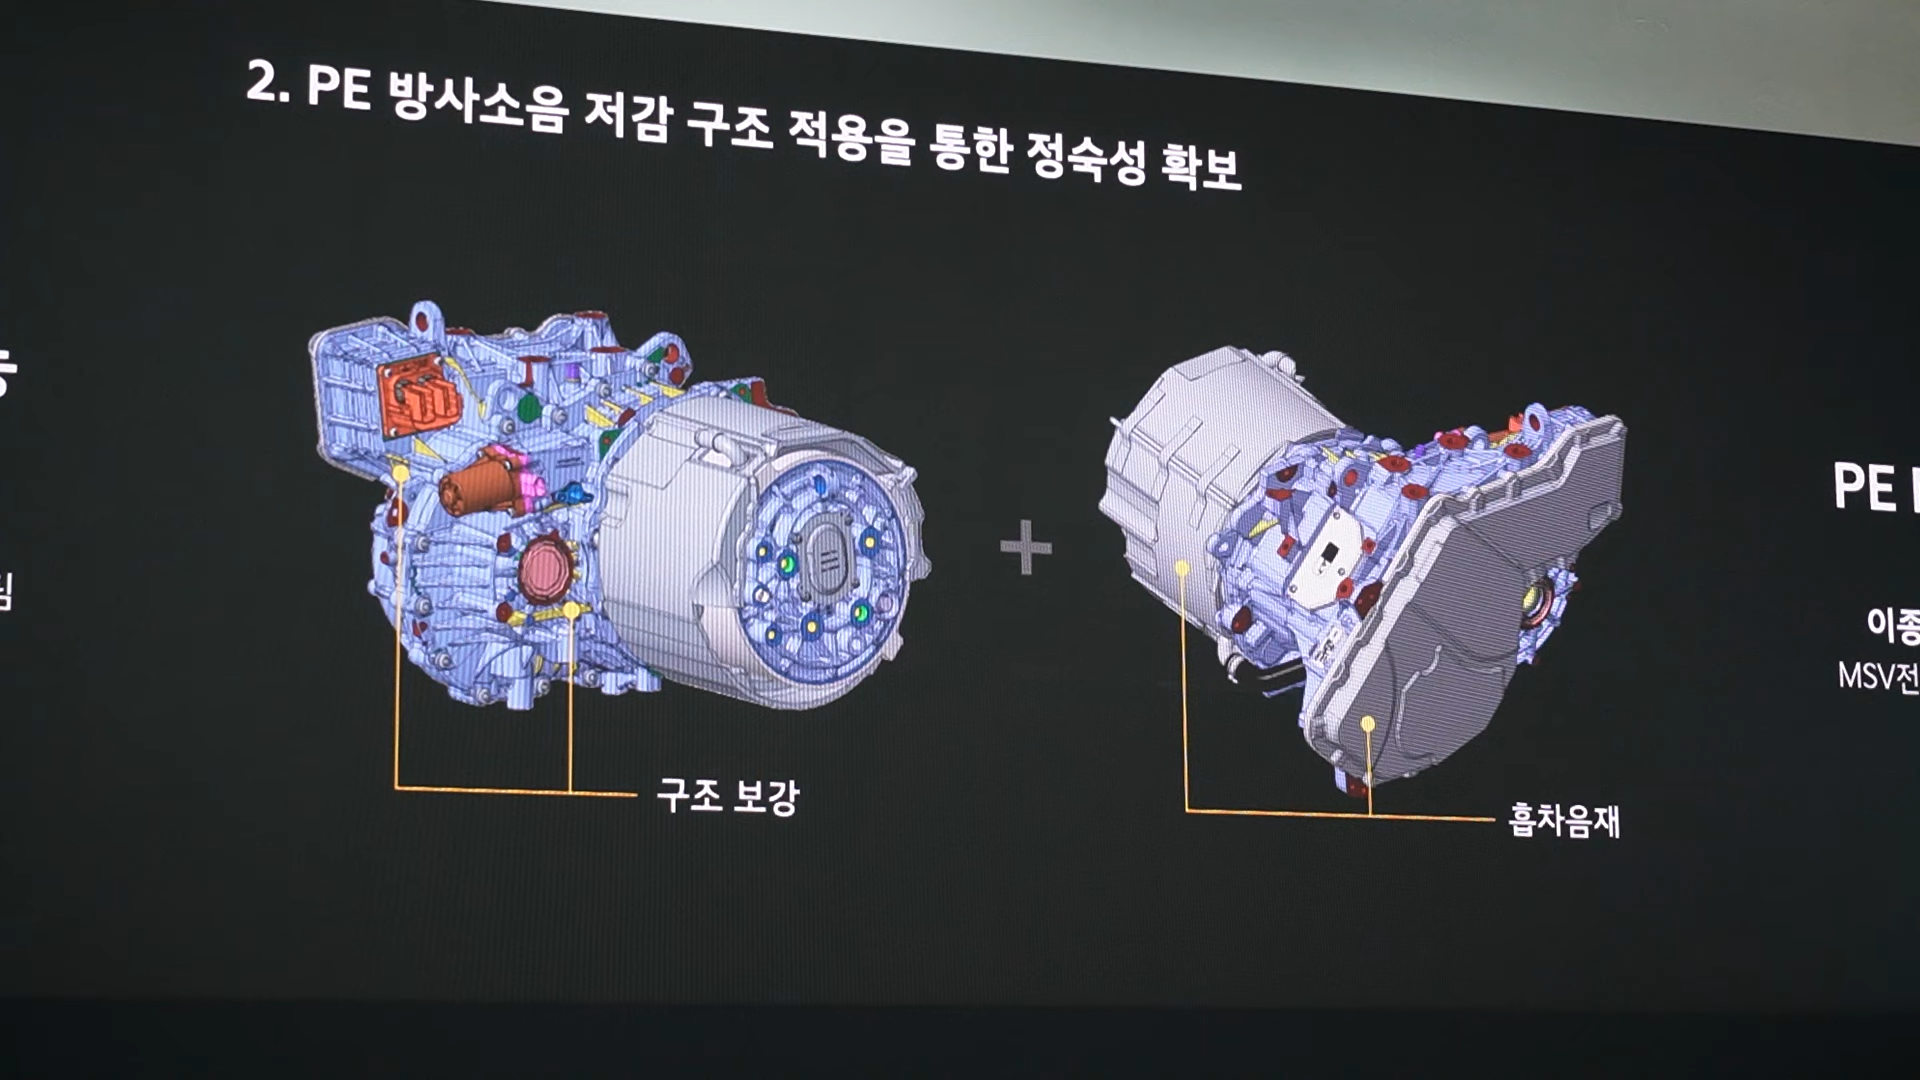 2. PE 방사소음 저감 구조 적용을 통한 정숙성 확보
구조 보강
흡차음재
PE
이종
MSV전